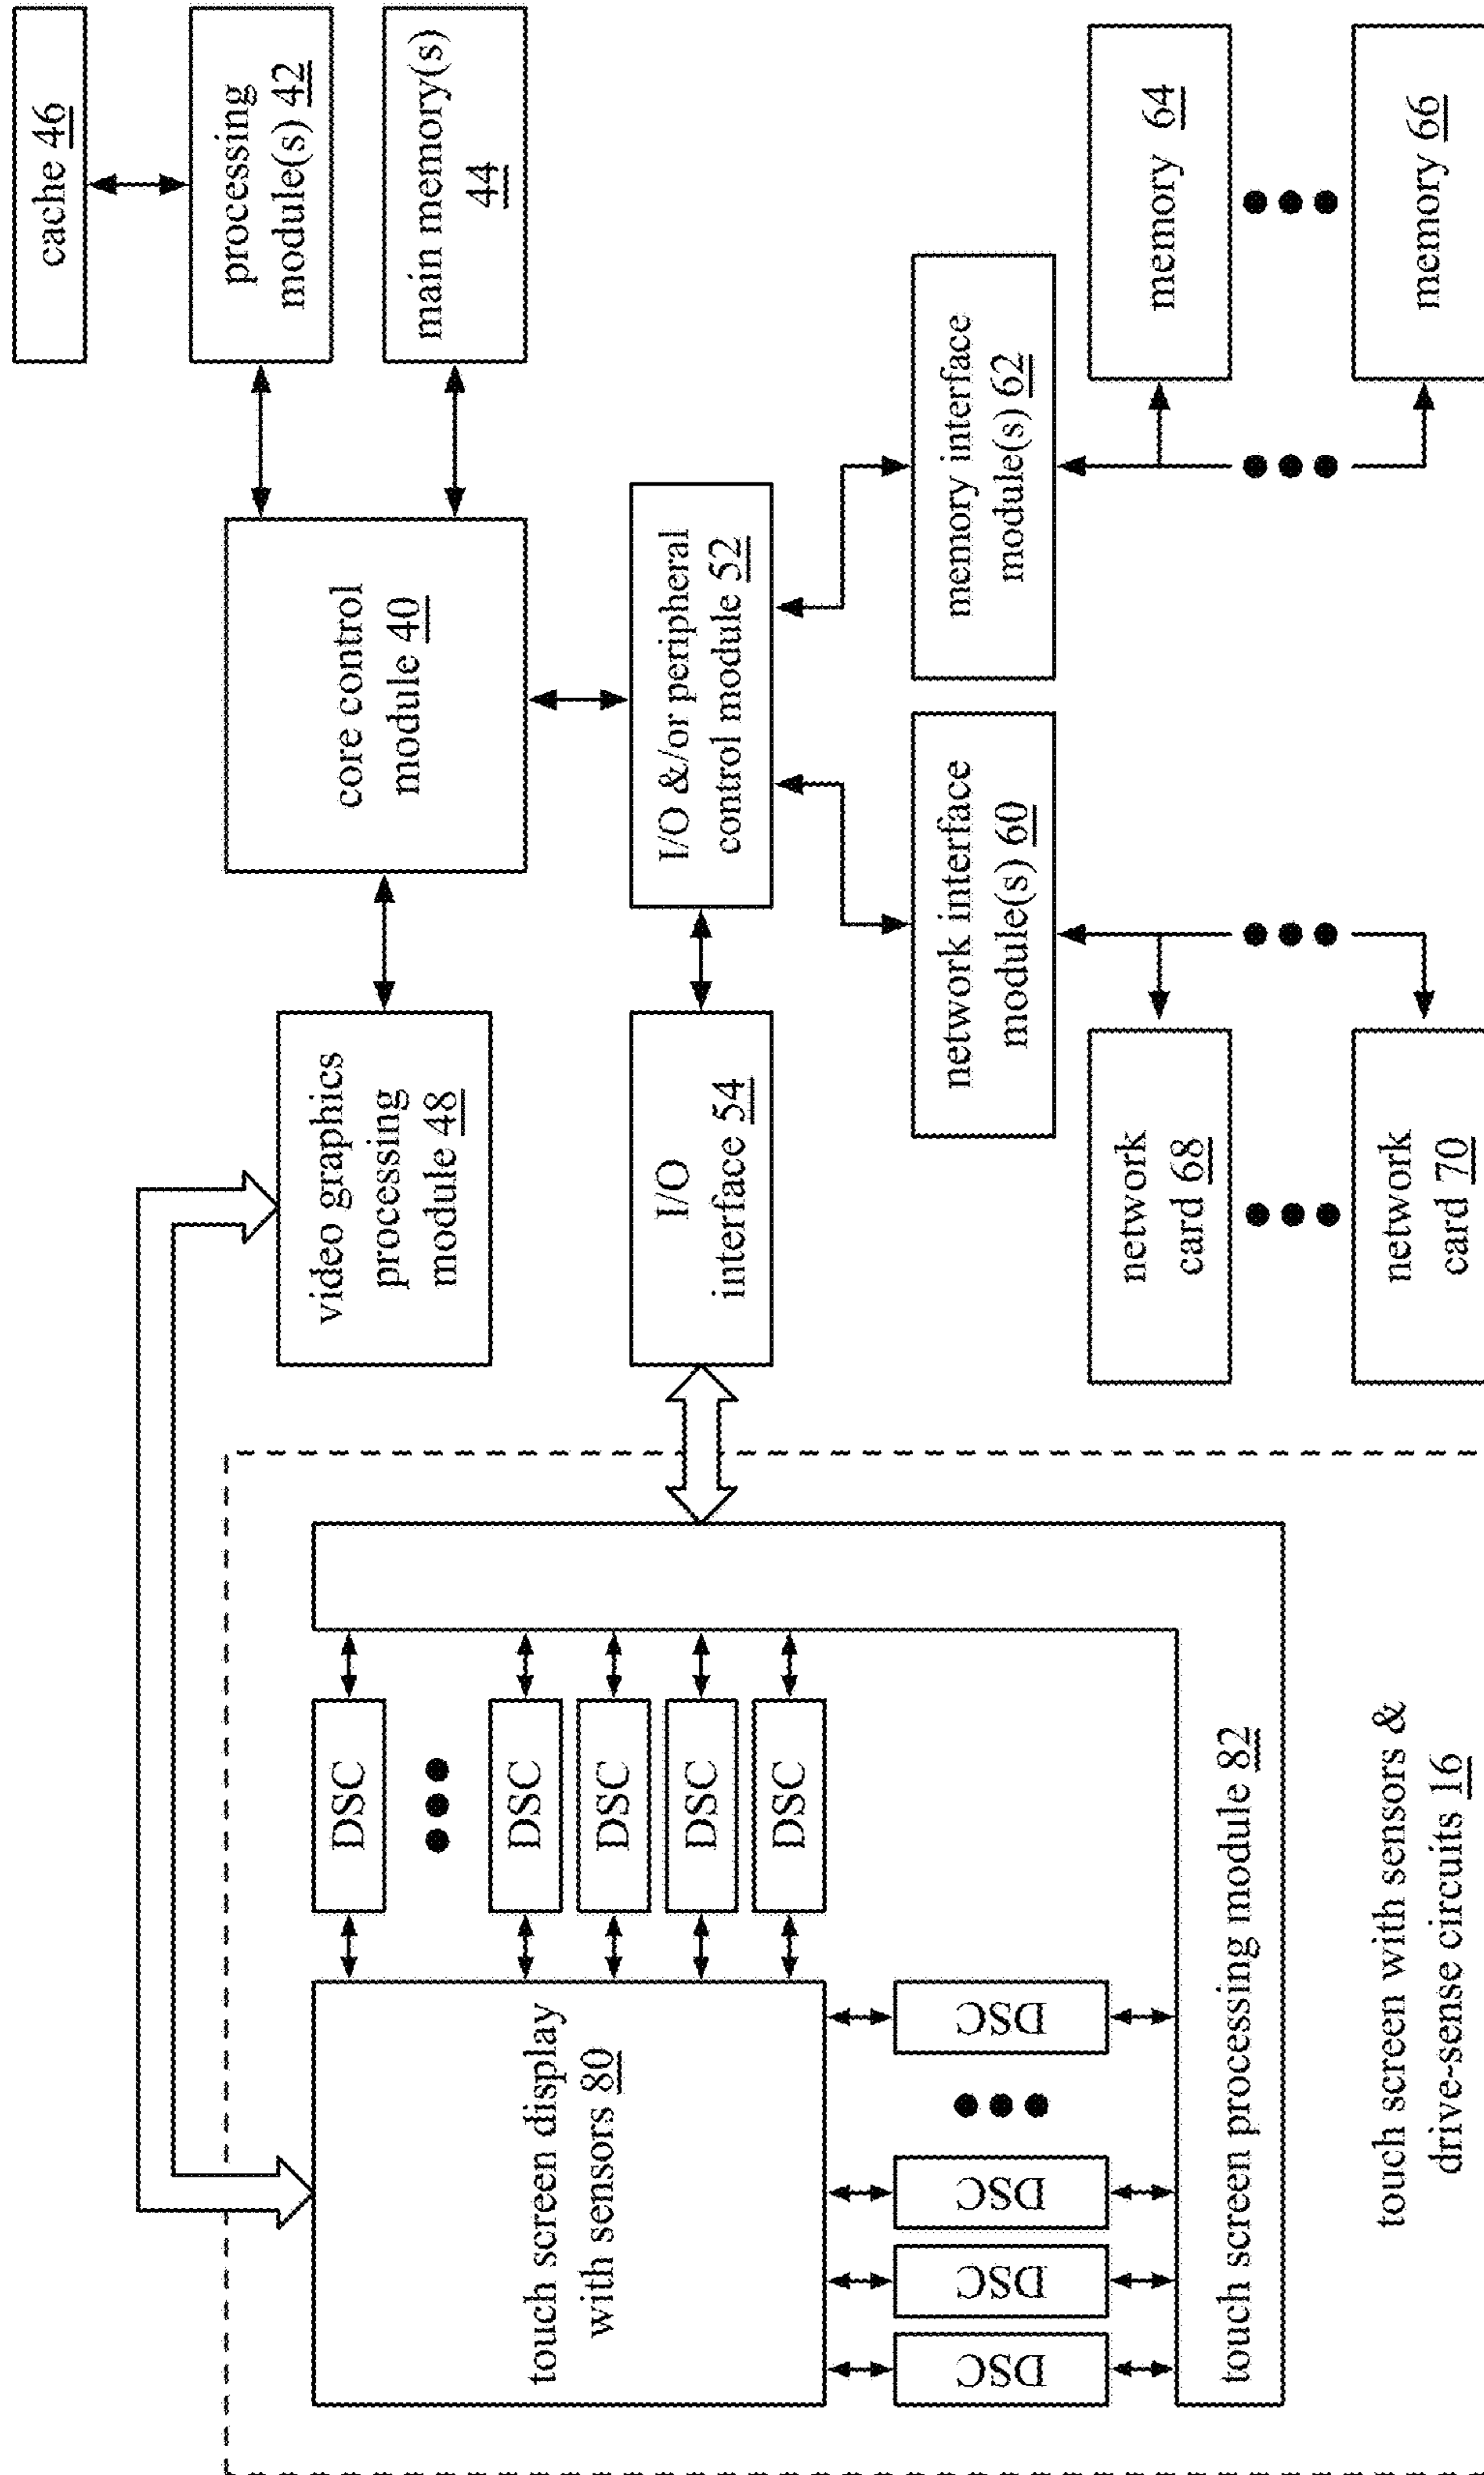 cache 46
processing
module(s) 42
main memory(s)
44
core control
module 40
video graphics
processing
module 48
I/O &/or peripheral
control module 52
I/O
interface 54
memory interface
module(s) 62
network interface
module(s) 60
memory 64
memory 66
network
card 68
network
card 70
touch screen display
with sensors 80
DSC
DSC
DSC
DSC
DSC
DSC
DSC
DSC
DSC
touch screen processing module 82
touch screen with sensors &
drive-sense circuits 16